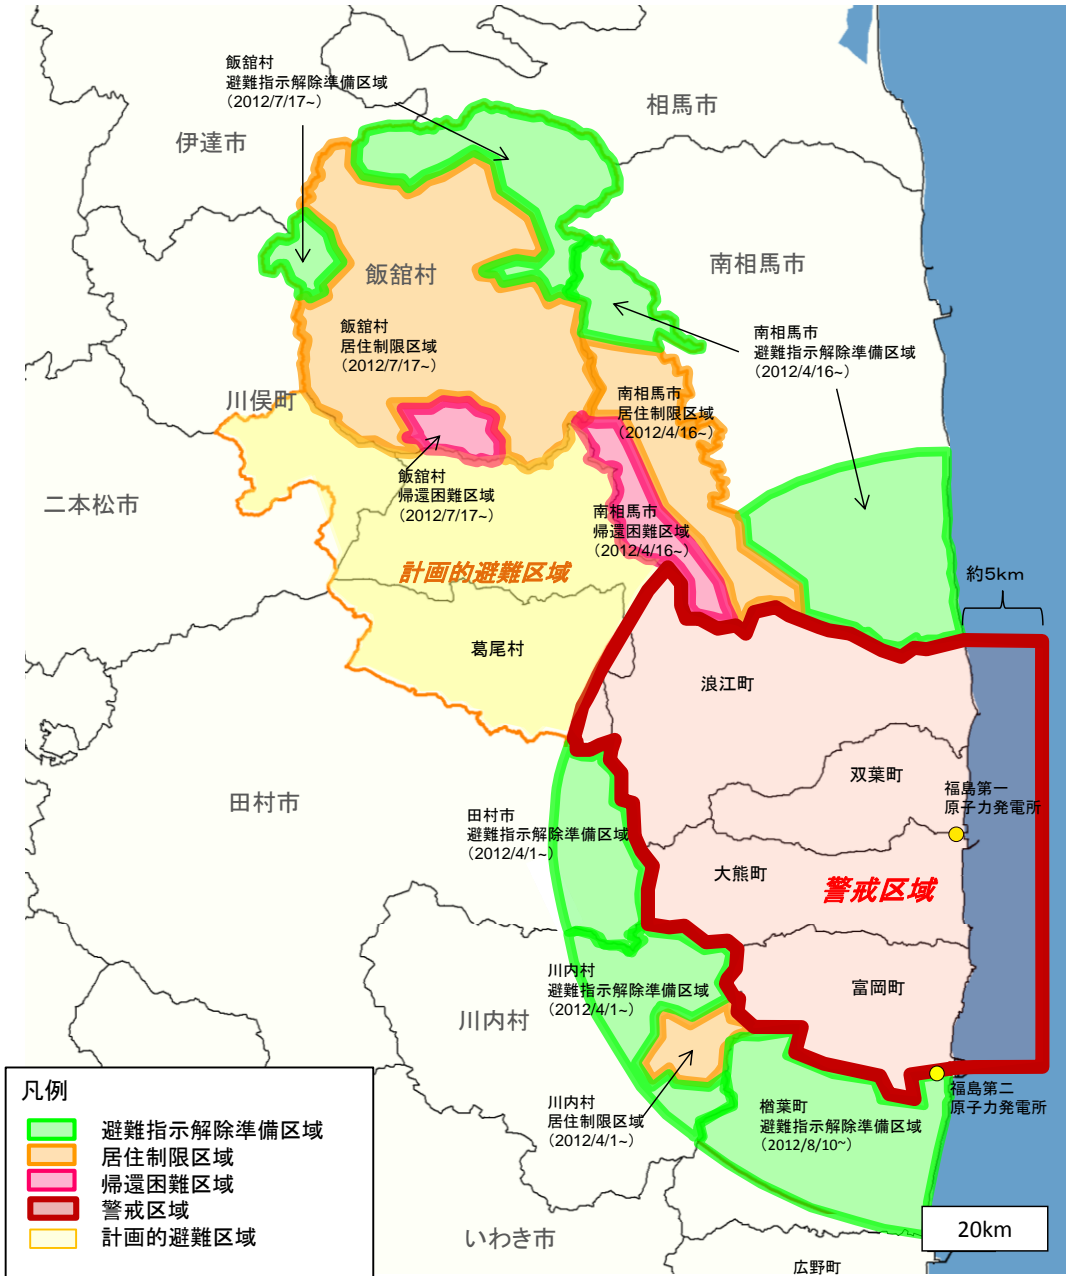 飯舘村
避難指示解除準備区域
（2012/7/17~）
相馬市
伊達市
南相馬市
飯舘村
飯舘村
居住制限区域
（2012/7/17~）
南相馬市
避難指示解除準備区域
（2012/4/16~）
川俣町
南相馬市
居住制限区域
（2012/4/16~）
飯舘村
帰還困難区域
（2012/7/17~）
二本松市
南相馬市
帰還困難区域
（2012/4/16~）
計画的避難区域
約5km
葛尾村
浪江町
双葉町
福島第一
原子力発電所
田村市
田村市
避難指示解除準備区域
（2012/4/1~）
大熊町
警戒区域
川内村
避難指示解除準備区域
（2012/4/1~）
富岡町
川内村
川内村
居住制限区域
（2012/4/1~）
福島第二
原子力発電所
楢葉町
避難指示解除準備区域
（2012/8/10~）
凡例
避難指示解除準備区域
居住制限区域
帰還困難区域
警戒区域
計画的避難区域
いわき市
20km
広野町